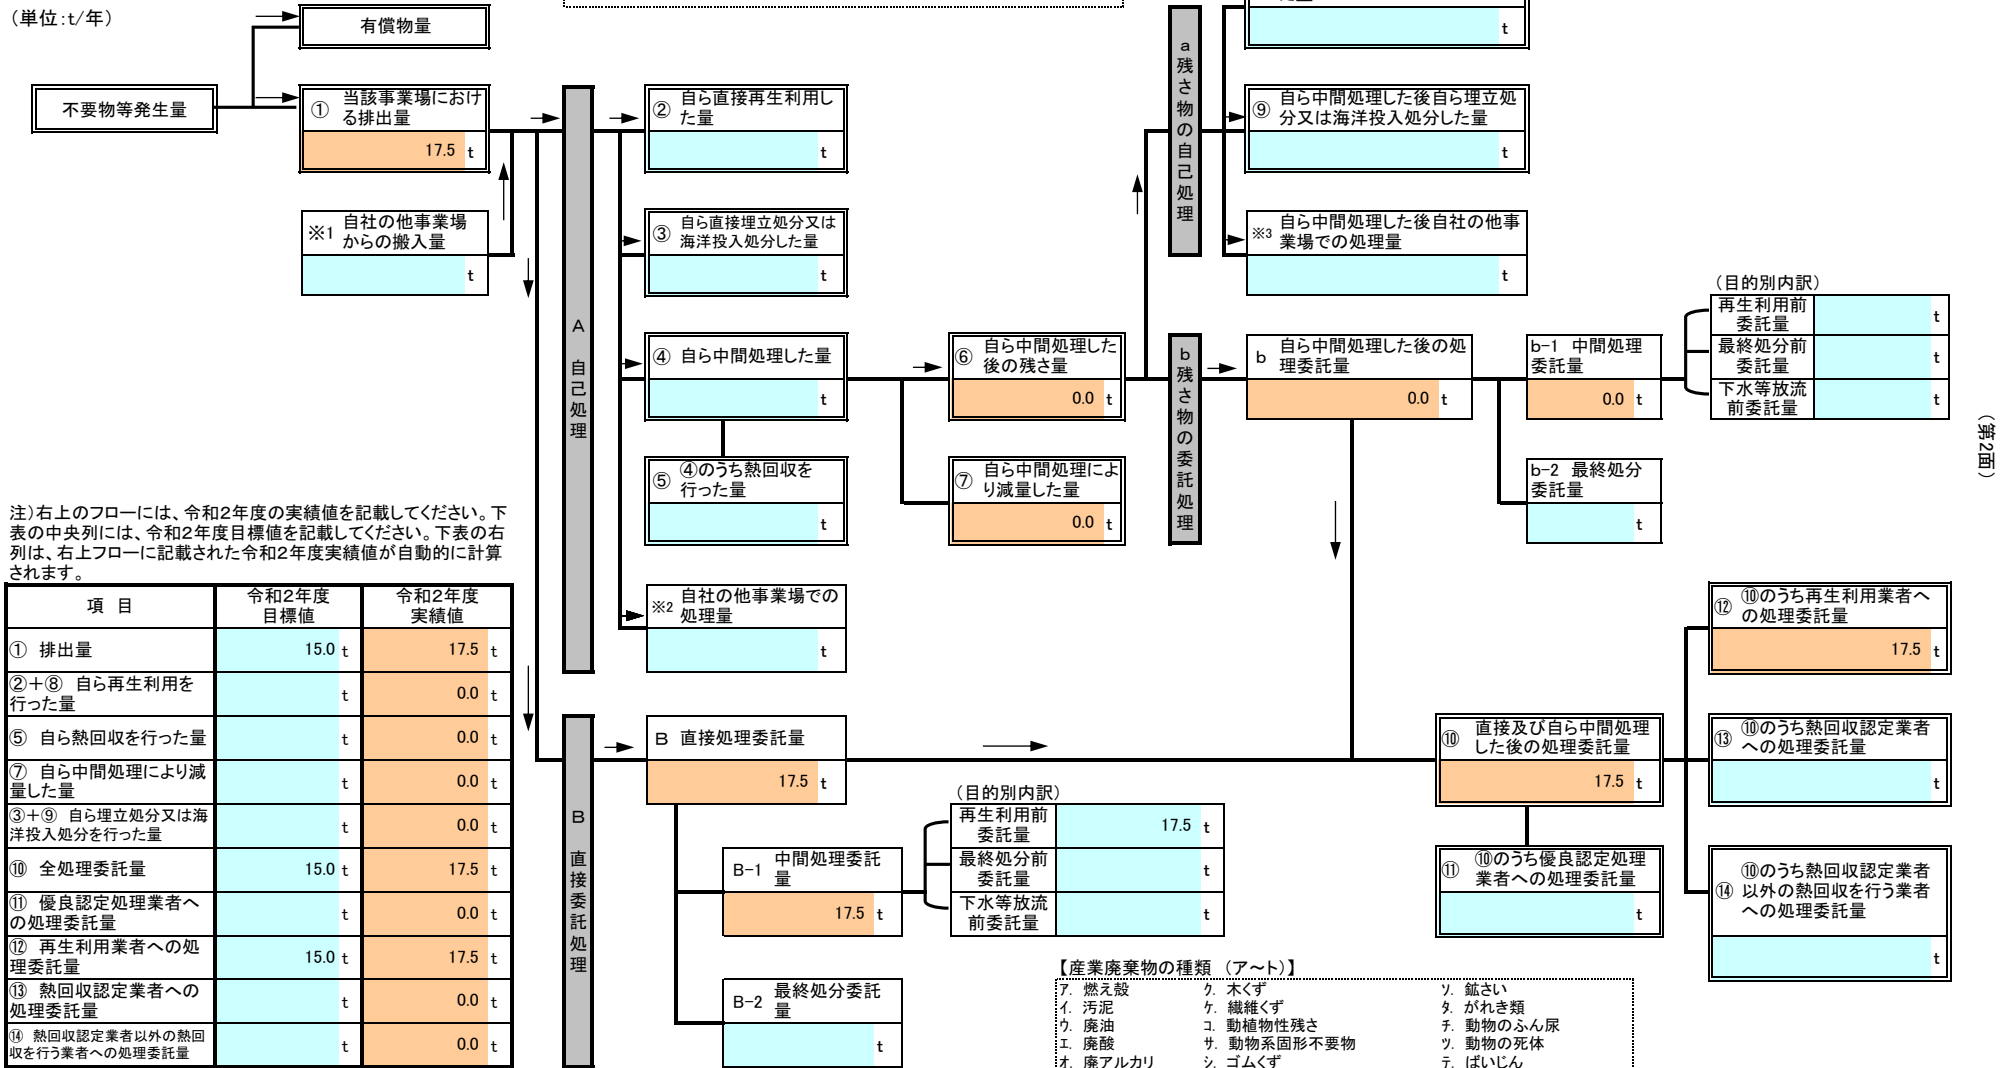 (単位:t/年)
有償物量
t
不要物等発生量
① 当該事業場におけ
る排出量
17.5 t
※1 自社の他事業場
からの搬入量
t
A 自己処理
② 自ら直接再生利用し
た量
t
③ 自ら直接埋立処分又は
海洋投入処分した量
t
④ 自ら中間処理した量
t
⑤ ④のうち熱回収を
行った量
t
※2 自社の他事業場での
処理量
t
⑥ 自ら中間処理した
後の残さ量
0.0 t
⑦ 自ら中間処理によ
り減量した量
0.0 t
a 残さ物の自己処理
⑨ 自ら中間処理した後自ら埋立処
分又は海洋投入処分した量
t
※3 自ら中間処理した後自社の他事
業場での処理量
t
b 残さ物の委託処理
b 自ら中間処理した後の処
理委託量
0.0 t
b-1 中間処理
委託量
0.0 t
b-2 最終処分
委託量
t
(目的別内訳)
再生利用前
委託量
t
最終処分前
委託量
t
下水等放流
前委託量
t
(第2面)
注)右上のフローには、令和2年度の実績値を記載してください。下
表の中央列には、令和2年度目標値を記載してください。下表の右
列は、右上フローに記載された令和2年度実績値が自動的に計算
されます。
項 目 令和2年度 令和2年度
目標値 実績値
① 排出量 15.0 t 17.5 t
②+⑧ 自ら再生利用を
行った量 t 0.0 t
⑤ 自ら熱回収を行った量 t 0.0 t
⑦ 自ら中間処理により減
量した量 t 0.0 t
③+⑨ 自ら埋立処分又は海
洋投入処分を行った量 t 0.0 t
⑩ 全処理委託量 15.0 t 17.5 t
⑪ 優良認定処理業者へ
の処理委託量 t 0.0 t
⑫ 再生利用業者への処
理委託量 15.0 t 17.5 t
⑬ 熱回収認定業者への
処理委託量 t 0.0 t
⑭ 熱回収認定業者以外の熱回
収を行う業者への処理委託量 t 0.0 t
B 直接委託処理
B 直接処理委託量
17.5 t
B-1 中間処理委託
量
17.5 t
B-2 最終処分委託
量
t
(目的別内訳)
再生利用前
委託量
17.5 t
最終処分前
委託量
t
下水等放流
前委託量
t
⑩ 直接及び自ら中間処理
した後の処理委託量
17.5 t
⑪ ⑩のうち優良認定処理
業者への処理委託量
t
⑫ ⑩のうち再生利用業者へ
の処理委託量
17.5 t
⑬ ⑩のうち熱回収認定業者
への処理委託量
t
⑭ ⑩のうち熱回収認定業者
以外の熱回収を行う業者
への処理委託量
t
【産業廃棄物の種類 (ア~ト)】
ア. 燃え殻 ク. 木くず ソ. 鉱さい
イ. 汚泥 ケ. 繊維くず タ. がれき類
ウ. 廃油 コ. 動植物性残さ チ. 動物のふん尿
エ. 廃酸 サ. 動物系固形不要物 ツ. 動物の死体
オ. 廃アルカリ シ. ゴムくず テ. ばいじん